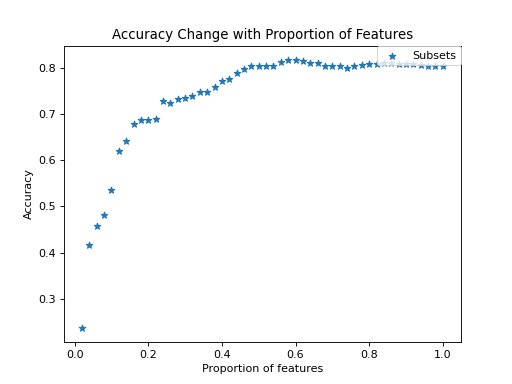 Accuracy Change with Proportion of Features
Subsets
0.8
0.7
0.6
0.5
0.4
0.3
Accuracy
0.0 0.2 0.4 0.6 0.8 1.0
Proportion of features